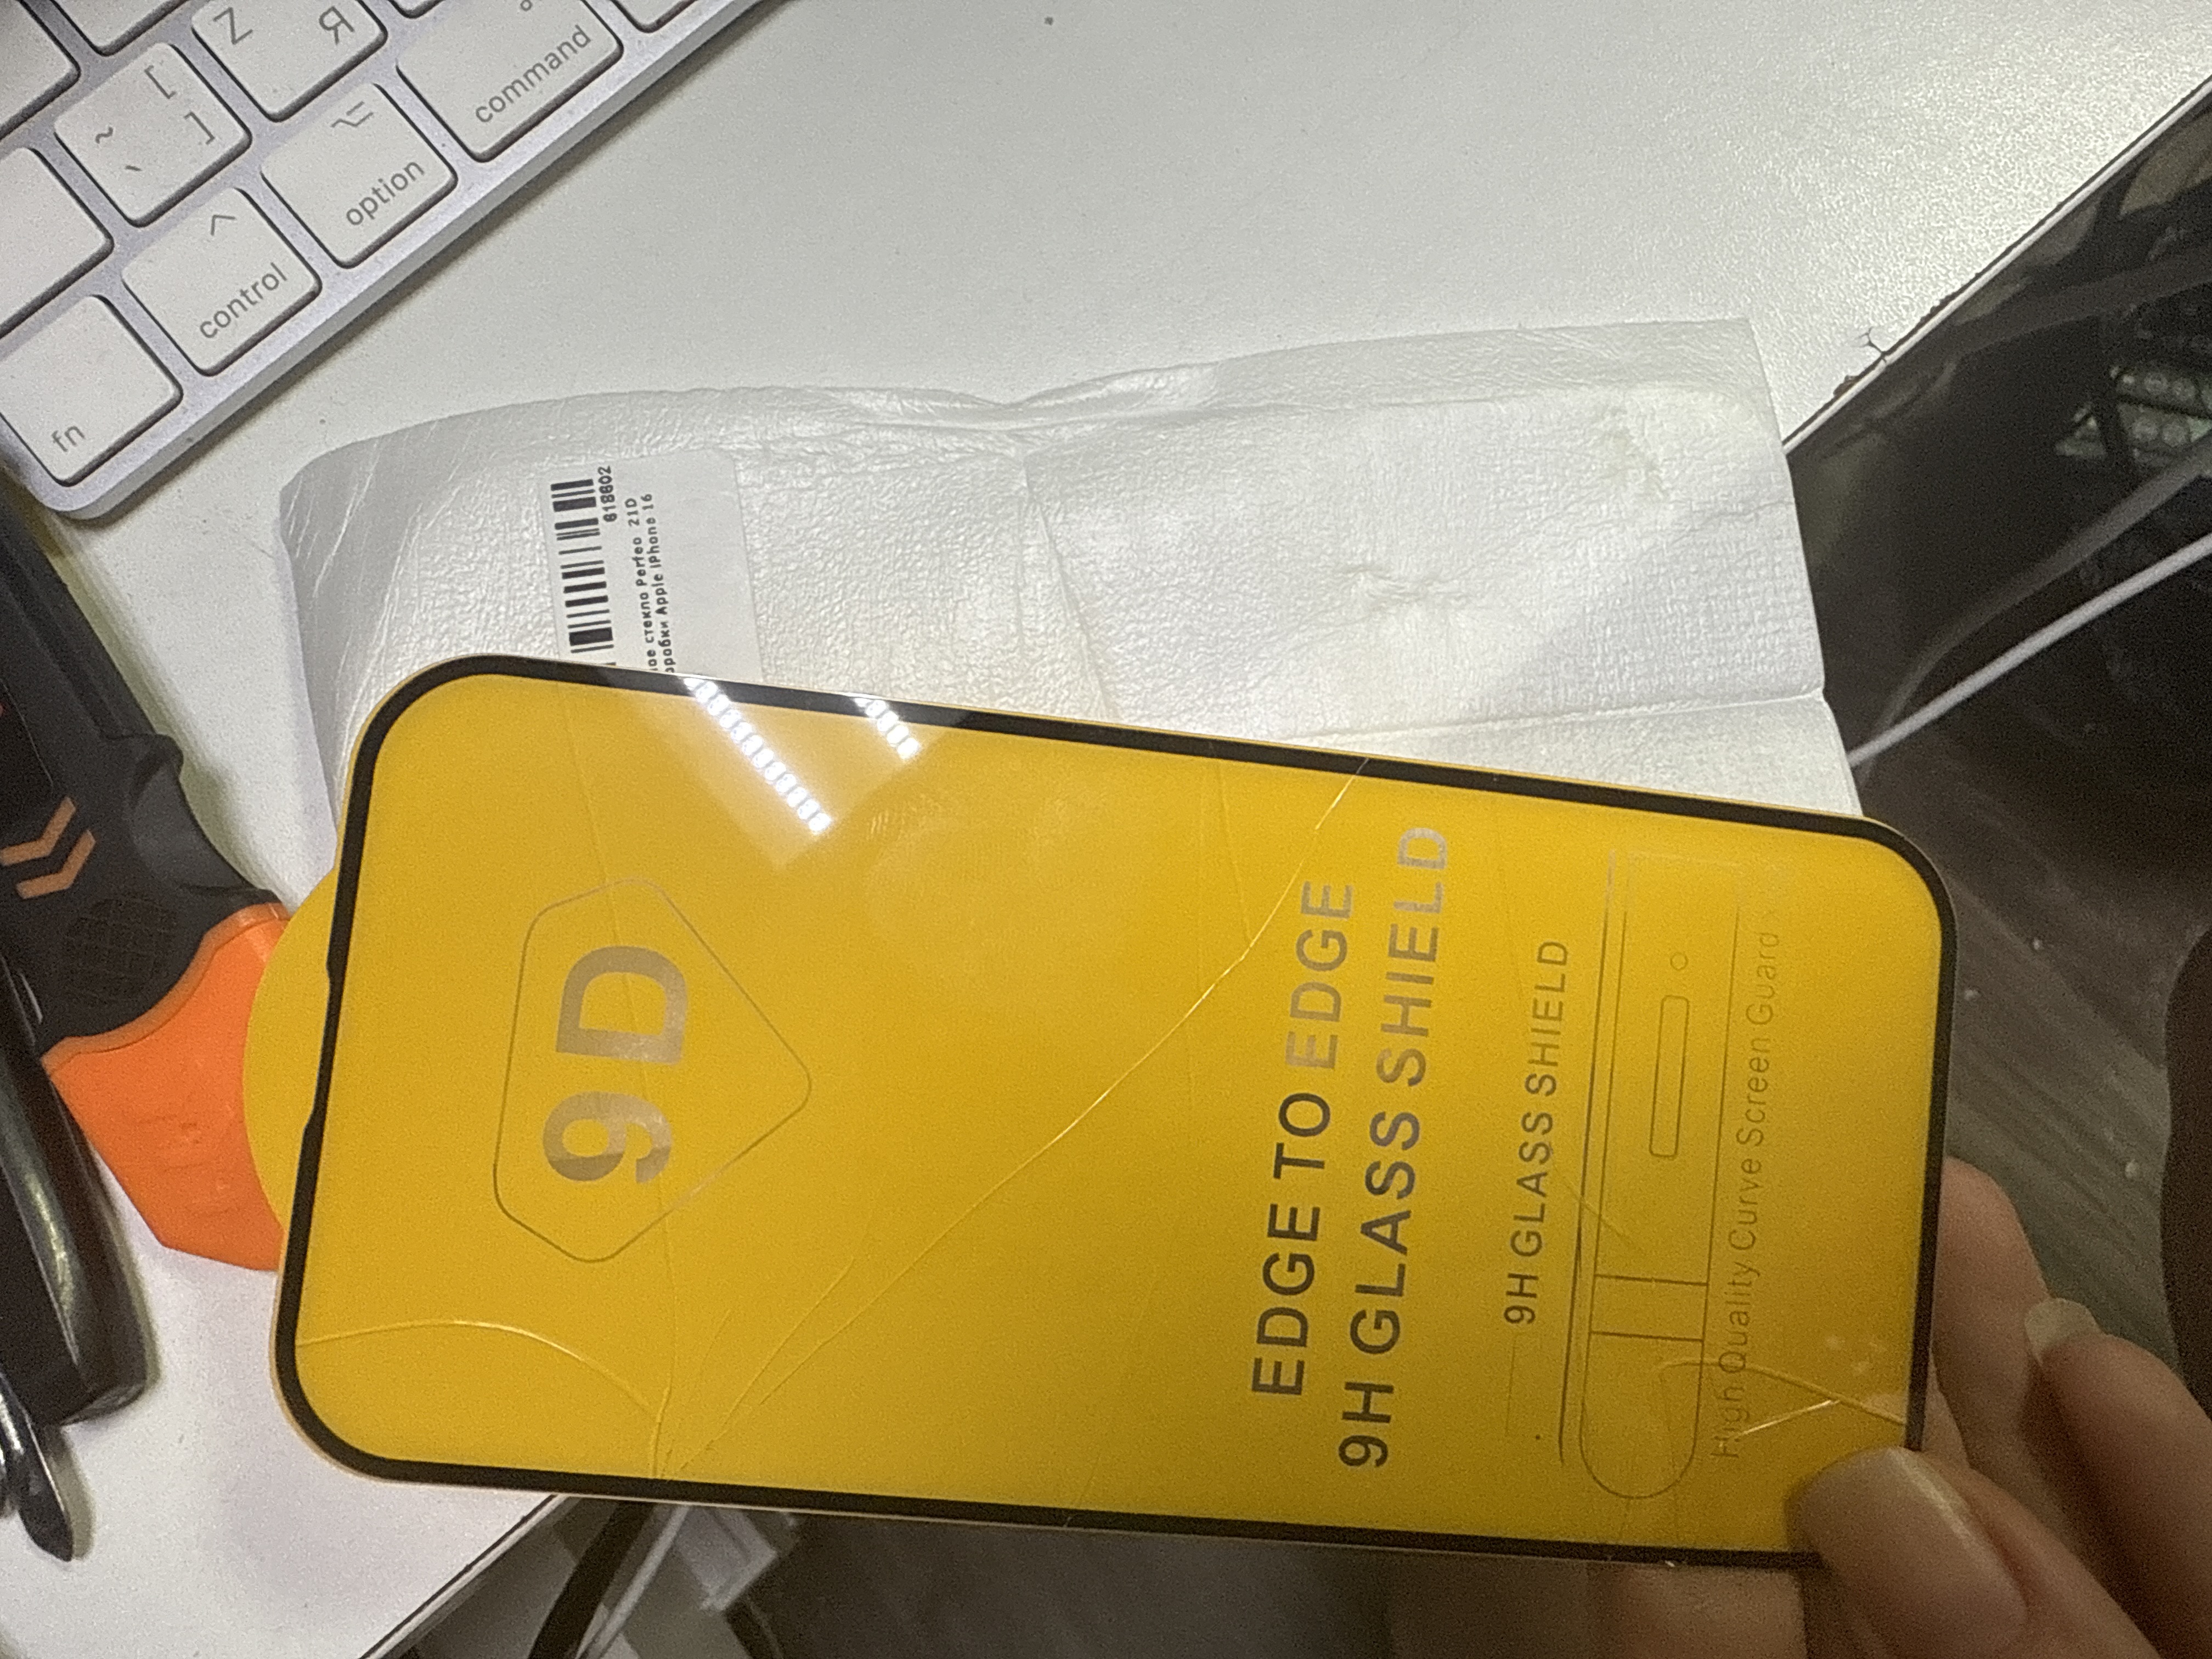 Z Я
[
~ ]
`
command
option
control
fn
618602
стекло Perfeo 21D
Apple iPhone 16
9D
EDGE TO EDGE
9H GLASS SHIELD
9H GLASS SHIELD
High Quality Curve Screen Guard